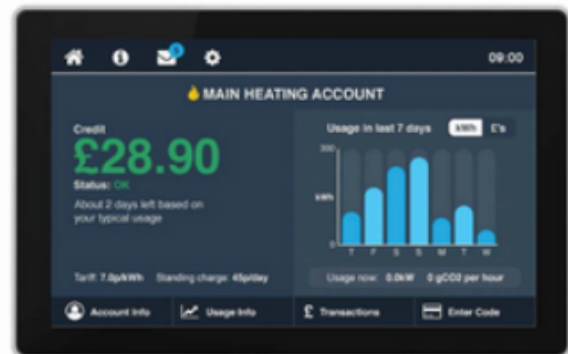 09:00
MAIN HEATING ACCOUNT
Credit
£28.90
Status: OK
About 2 days left based on
your typical usage
Tariff: 7.0p/kWh Standing charge: 45p/day
Usage in last 7 days kWh £'s
300
kWh
0
T F S S M T W
Usage now: 0.0kW 0 gCO2 per hour
Account Info Usage Info £ Transactions Enter Code